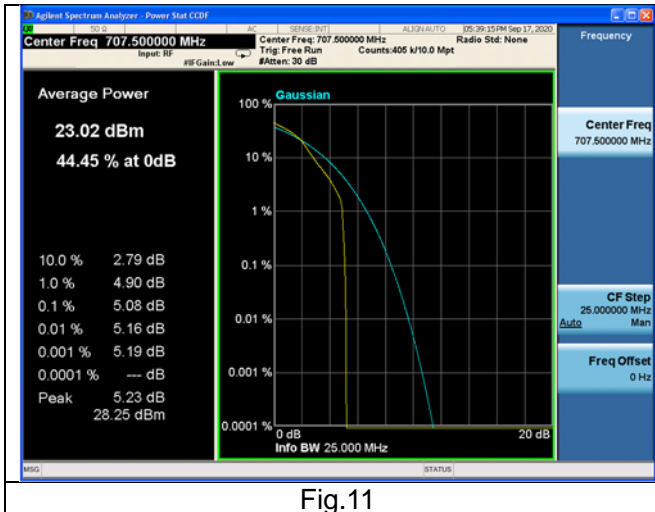 Agilent Spectrum Analyzer - Power Stat CCDF
50 Ω AC SENSE:INT ALIGN AUTO 05:39:15 PM Sep 17, 2020
Center Freq 707.500000 MHz
Input: RF
#IFGain:Low
Center Freq: 707.500000 MHz Radio Std: None
Trig: Free Run Counts:405 k/10.0 Mpt
#Atten: 30 dB
Average Power
23.02 dBm
44.45 % at 0dB
10.0 % 2.79 dB
1.0 % 4.90 dB
0.1 % 5.08 dB
0.01 % 5.16 dB
0.001 % 5.19 dB
0.0001 % --- dB
Peak 5.23 dB
28.25 dBm
Gaussian
100 %
10 %
1 %
0.1 %
0.01 %
0.001 %
0.0001 %
0 dB 20 dB
Info BW 25.000 MHz
Frequency
Center Freq
707.500000 MHz
CF Step
25.000000 MHz
Auto Man
Freq Offset
0 Hz
MSG STATUS
Fig.11